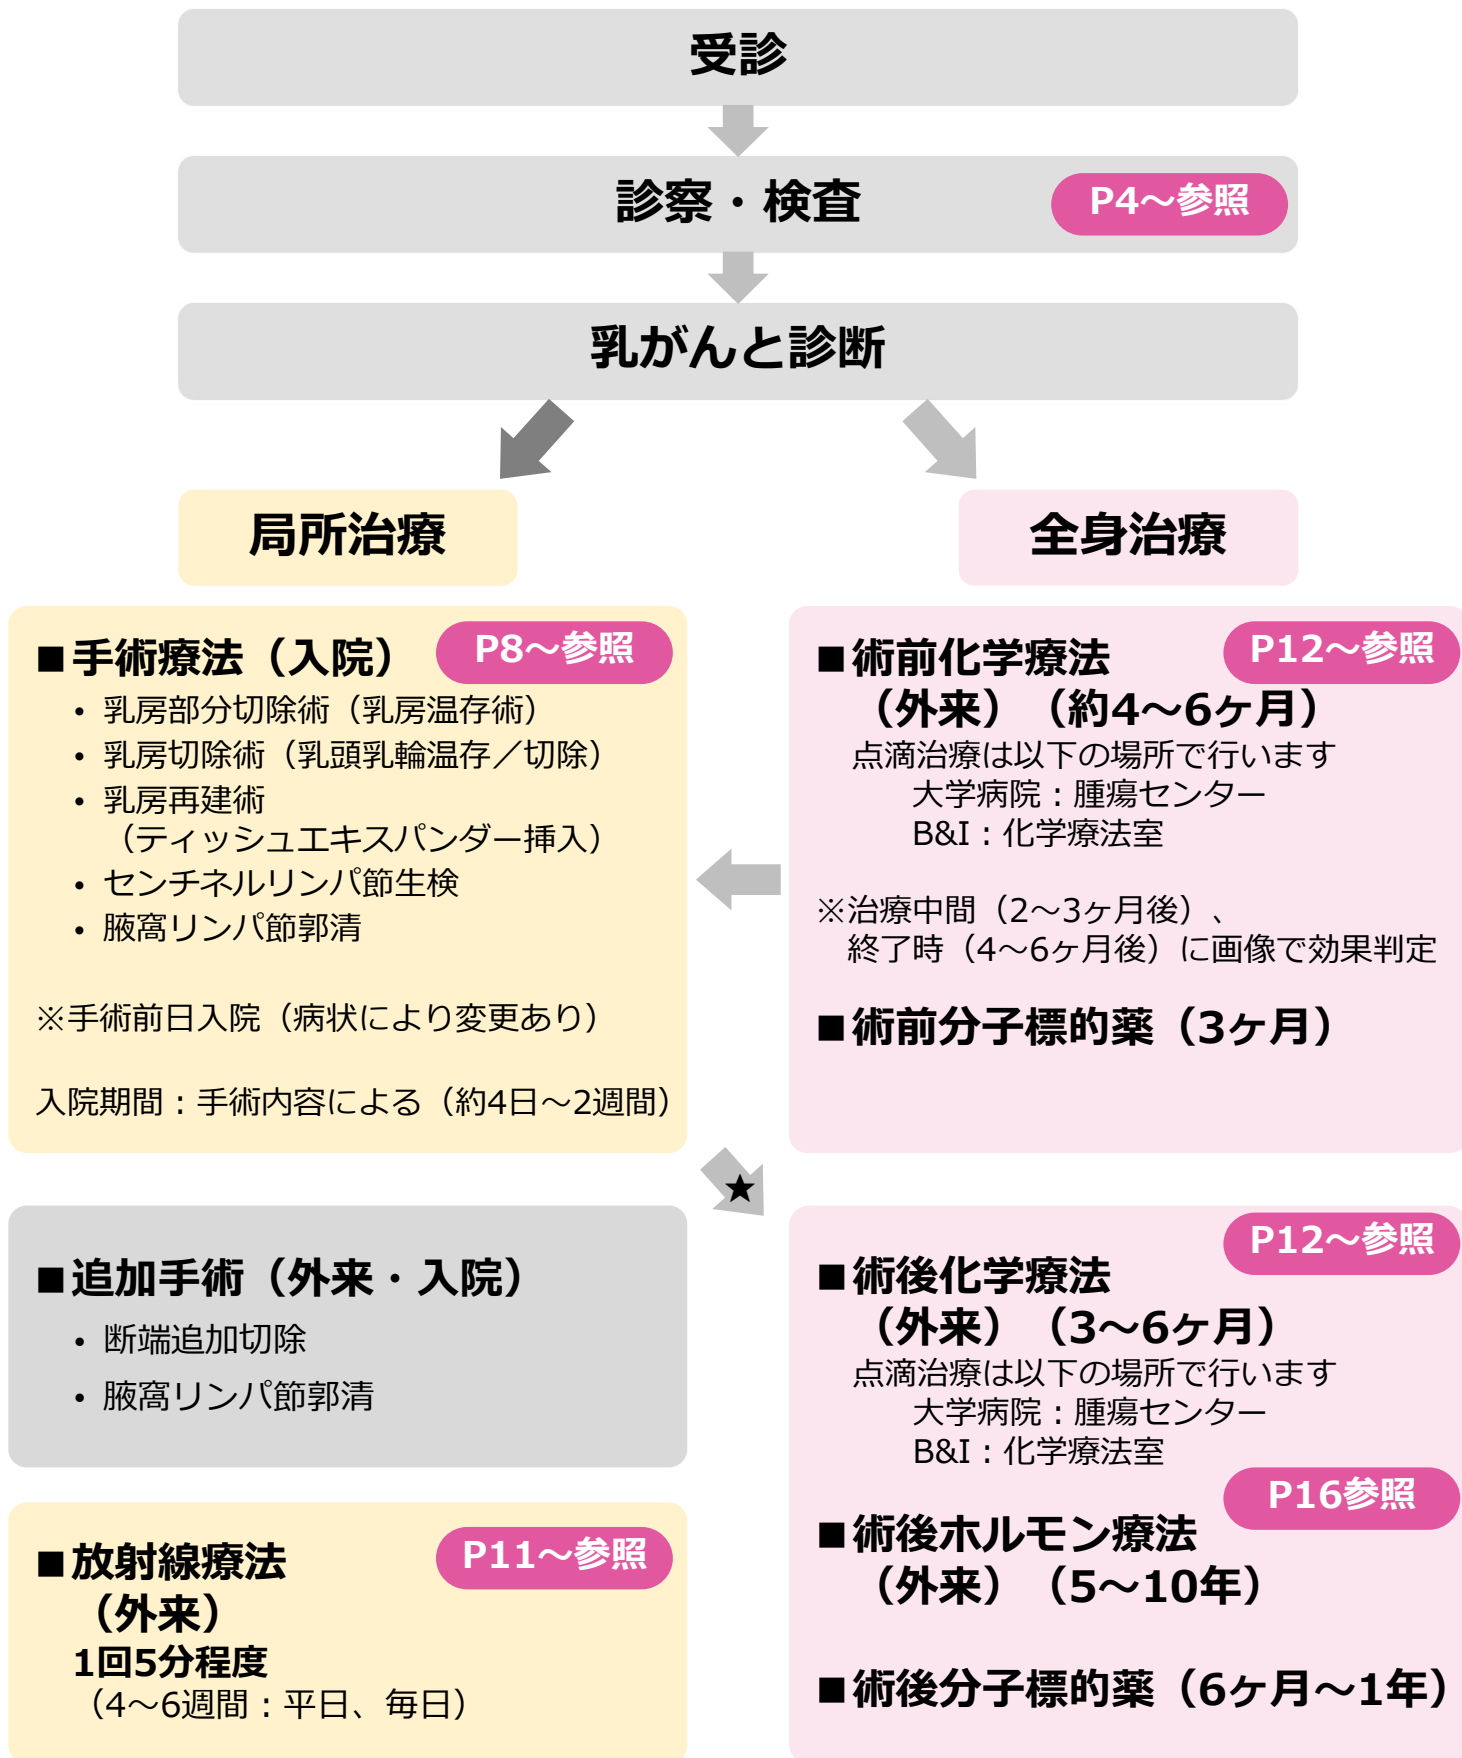 受診
診察・検査
P4～参照
乳がんと診断
局所治療
全身治療
■手術療法（入院）
P8～参照
• 乳房部分切除術（乳房温存術）
• 乳房切除術（乳頭乳輪温存／切除）
• 乳房再建術
（ティッシュエキスパンダー挿入）
• センチネルリンパ節生検
• 腋窩リンパ節郭清
※手術前日入院（病状により変更あり）
入院期間：手術内容による（約4日～2週間）
■術前化学療法
P12～参照
（外来）（約4～6ヶ月）
点滴治療は以下の場所で行います
大学病院：腫瘍センター
B&I：化学療法室
※治療中間（2～3ヶ月後）、
終了時（4～6ヶ月後）に画像で効果判定
■術前分子標的薬（3ヶ月）
★
■追加手術（外来・入院）
• 断端追加切除
• 腋窩リンパ節郭清
■放射線療法
P11～参照
（外来）
1回5分程度
（4～6週間：平日、毎日）
P12～参照
■術後化学療法
（外来）（3～6ヶ月）
点滴治療は以下の場所で行います
大学病院：腫瘍センター
B&I：化学療法室
P16参照
■術後ホルモン療法
（外来）（5～10年）
■術後分子標的薬（6ヶ月～1年）